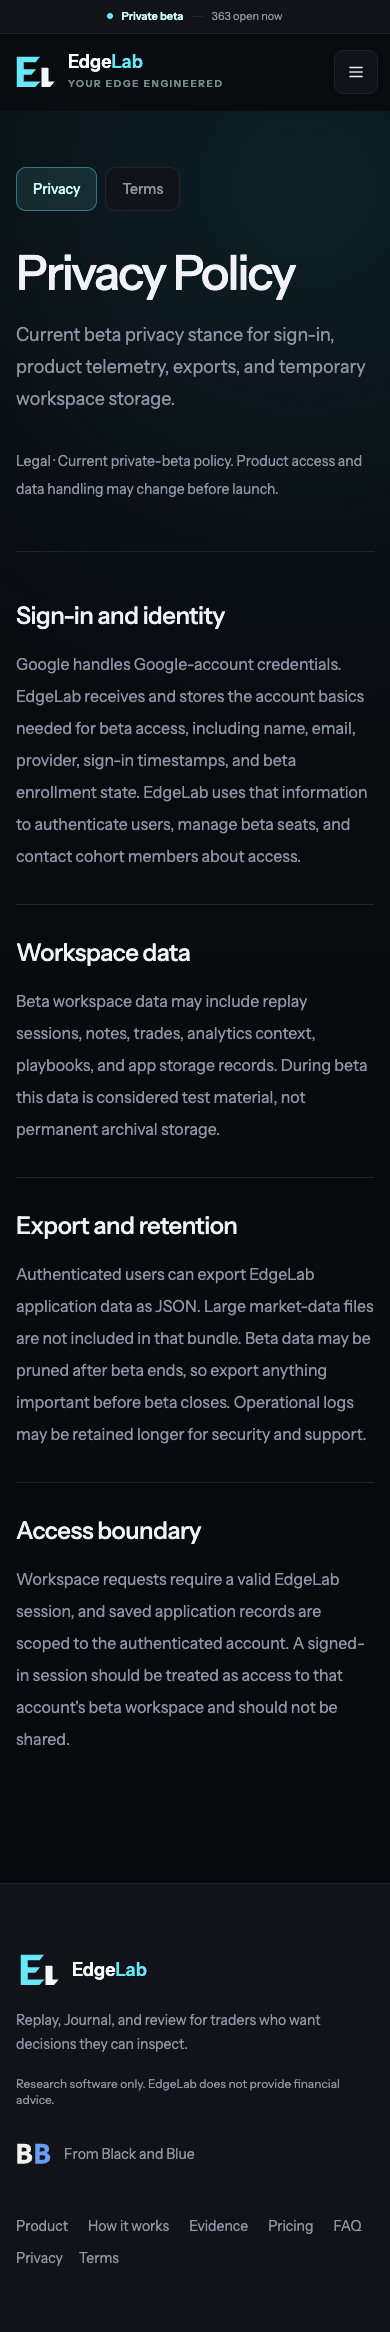 Private beta — 363 open now
EL EdgeLab
YOUR EDGE ENGINEERED
Privacy Terms
Privacy Policy
Current beta privacy stance for sign-in,
product telemetry, exports, and temporary
workspace storage.
Legal · Current private-beta policy. Product access and
data handling may change before launch.
Sign-in and identity
Google handles Google-account credentials.
EdgeLab receives and stores the account basics
needed for beta access, including name, email,
provider, sign-in timestamps, and beta
enrollment state. EdgeLab uses that information
to authenticate users, manage beta seats, and
contact cohort members about access.
Workspace data
Beta workspace data may include replay
sessions, notes, trades, analytics context,
playbooks, and app storage records. During beta
this data is considered test material, not
permanent archival storage.
Export and retention
Authenticated users can export EdgeLab
application data as JSON. Large market-data files
are not included in that bundle. Beta data may be
pruned after beta ends, so export anything
important before beta closes. Operational logs
may be retained longer for security and support.
Access boundary
Workspace requests require a valid EdgeLab
session, and saved application records are
scoped to the authenticated account. A signed-
in session should be treated as access to that
account's beta workspace and should not be
shared.
EL EdgeLab
Replay, Journal, and review for traders who want
decisions they can inspect.
Research software only. EdgeLab does not provide financial
advice.
BB From Black and Blue
Product How it works Evidence Pricing FAQ
Privacy Terms